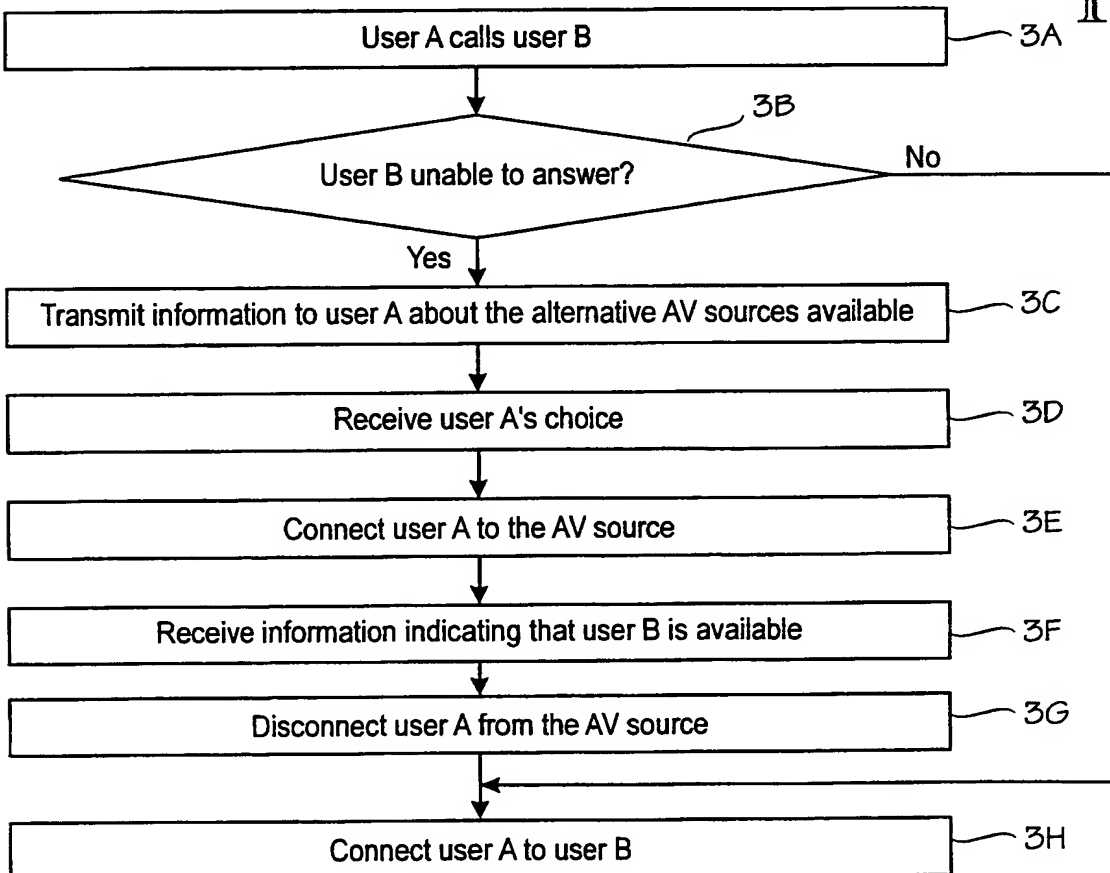 User A calls user B
3A
3B
User B unable to answer?
No
Yes
Transmit information to user A about the alternative AV sources available
3C
Receive user A's choice
3D
Connect user A to the AV source
3E
Receive information indicating that user B is available
3F
Disconnect user A from the AV source
3G
Connect user A to user B
3H